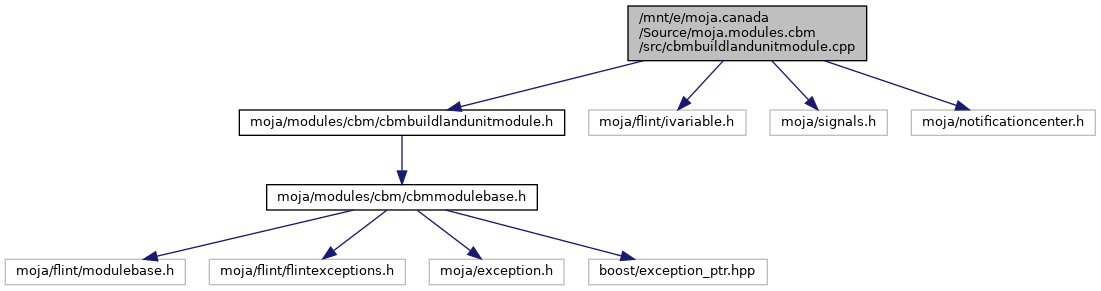 /mnt/e/moja.canada
/Source/moja.modules.cbm
/src/cbmbuildlandunitmodule.cpp
moja/modules/cbm/cbmbuildlandunitmodule.h
moja/flint/ivariable.h
moja/signals.h
moja/notificationcenter.h
moja/modules/cbm/cbmmodulebase.h
moja/flint/modulebase.h
moja/flint/flintexceptions.h
moja/exception.h
boost/exception_ptr.hpp